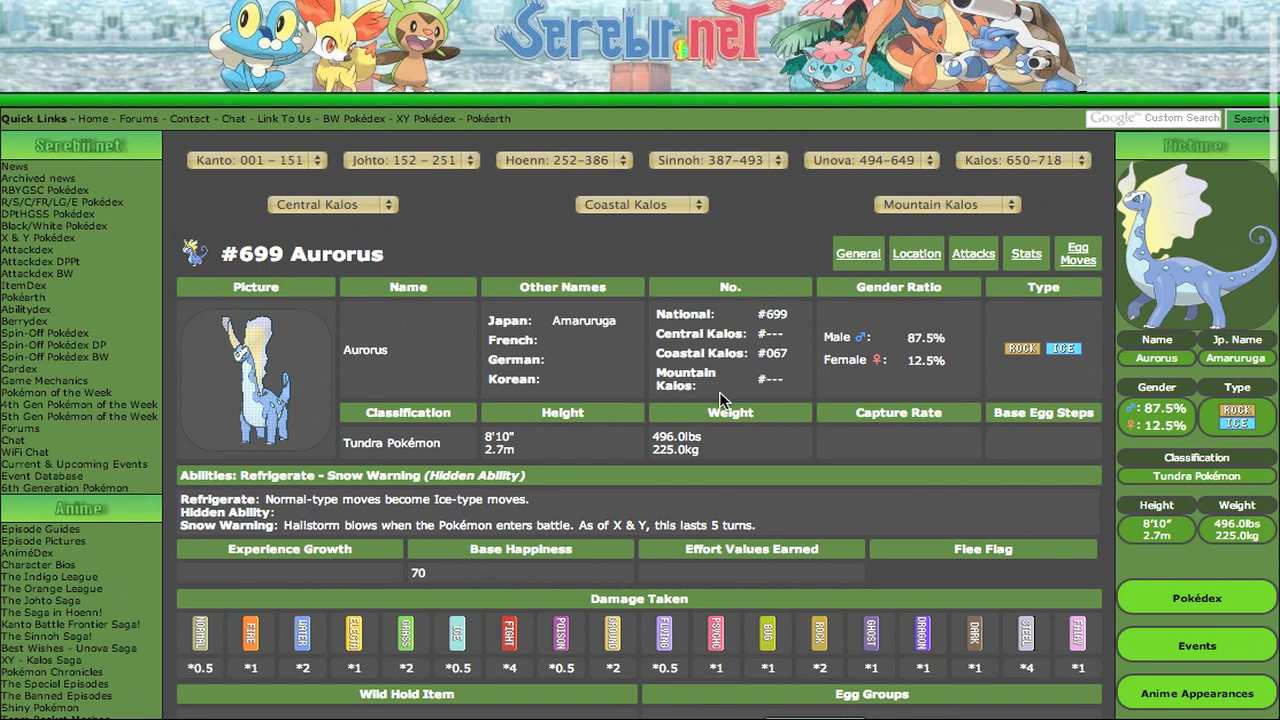 Serebii.net
Quick Links - Home - Forums - Contact - Chat - Link To Us - BW Pokédex - XY Pokédex - Pokéarth
Google™ Custom Search
Search
Serebii.net
News
Archived news
RBYGSC Pokédex
R/S/C/FR/LG/E Pokédex
DPtHGSS Pokédex
Black/White Pokédex
X & Y Pokédex
Attackdex
Attackdex DPPt
Attackdex BW
ItemDex
Pokéarth
Abilitydex
Berrydex
Spin-Off Pokédex
Spin-Off Pokédex DP
Spin-Off Pokédex BW
Cardex
Game Mechanics
Pokémon of the Week
4th Gen Pokémon of the Week
5th Gen Pokémon of the Week
Forums
Chat
WiFi Chat
Current & Upcoming Events
Event Database
6th Generation Pokémon
Anime
Episode Guides
Episode Pictures
AniméDex
Character Bios
The Indigo League
The Orange League
The Johto Saga
The Saga in Hoenn!
Kanto Battle Frontier Saga!
The Sinnoh Saga!
Best Wishes - Unova Saga
XY - Kalos Saga
Pokémon Chronicles
The Special Episodes
The Banned Episodes
Shiny Pokémon
Kanto: 001 - 151
Johto: 152 - 251
Hoenn: 252-386
Sinnoh: 387-493
Unova: 494-649
Kalos: 650-718
Central Kalos
Coastal Kalos
Mountain Kalos
#699 Aurorus
General
Location
Attacks
Stats
Egg Moves
Picture
Name
Other Names
No.
Gender Ratio
Type
Aurorus
Japan: Amaruruga
French:
German:
Korean:
National: #699
Central Kalos: #---
Coastal Kalos: #067
Mountain Kalos: #---
Male ♂: 87.5%
Female ♀: 12.5%
ROCK ICE
Classification
Height
Weight
Capture Rate
Base Egg Steps
Tundra Pokémon
8'10"
2.7m
496.0lbs
225.0kg
Abilities: Refrigerate - Snow Warning (Hidden Ability)
Refrigerate: Normal-type moves become Ice-type moves.
Hidden Ability:
Snow Warning: Hailstorm blows when the Pokémon enters battle. As of X & Y, this lasts 5 turns.
Experience Growth
Base Happiness
Effort Values Earned
Flee Flag
70
Damage Taken
NORMAL FIRE WATER ELECTR GRASS ICE FIGHT POISON GROUND FLYING PSYCHC BUG ROCK GHOST DRAGON DARK STEEL FAIRY
*0.5 *1 *2 *1 *2 *0.5 *4 *0.5 *2 *0.5 *1 *1 *2 *1 *1 *1 *4 *1
Wild Hold Item
Egg Groups
Picture
Name
Jp. Name
Aurorus
Amaruruga
Gender
Type
♂: 87.5%
♀: 12.5%
ROCK
ICE
Classification
Tundra Pokémon
Height
Weight
8'10"
2.7m
496.0lbs
225.0kg
Pokédex
Events
Anime Appearances